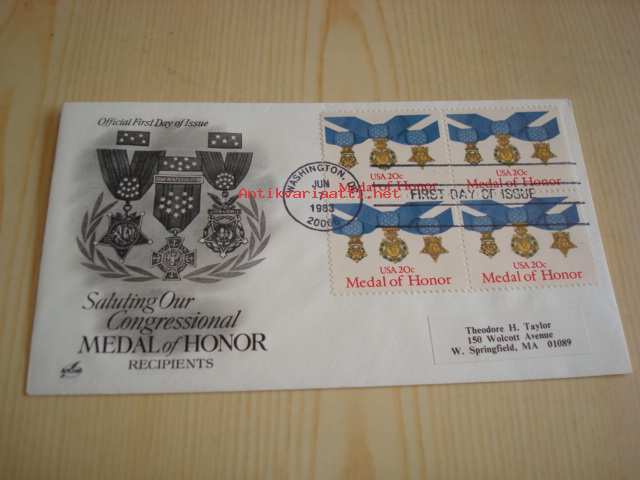 Official First Day of Issue
Saluting Our
Congressional
MEDAL of HONOR
RECIPIENTS
WASHINGTON,
JUN
7
1983
FIRST DAY OF ISSUE
USA 20c
Medal of Honor
USA 20c
Medal of Honor
USA 20c
Medal of Honor
USA 20c
Medal of Honor
Antikvariaatti.net
Theodore H. Taylor
150 Wolcott Avenue
W. Springfield, MA 01089